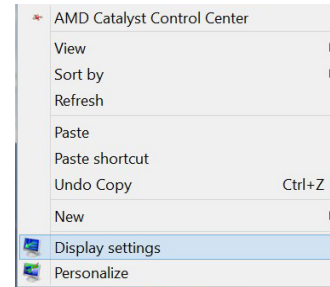 AMD Catalyst Control Center
View
Sort by
Refresh
Paste
Paste shortcut
Undo Copy Ctrl+Z
New
Display settings
Personalize